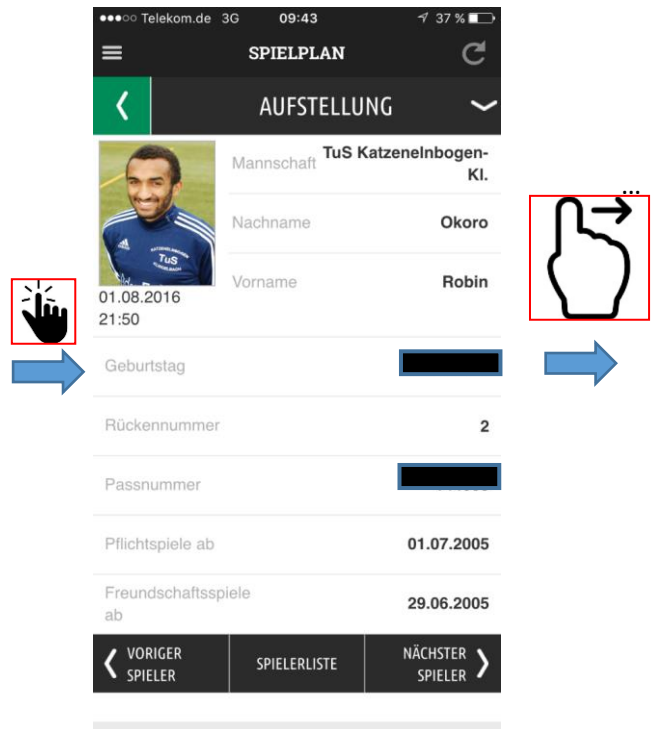 Telekom.de 3G 09:43 37 %
SPIELPLAN
AUFSTELLUNG
Mannschaft TuS Katzenelnbogen-
Kl.
Nachname Okoro
Vorname Robin
TuS
01.08.2016
21:50
...
Geburtstag
Rückennummer 2
Passnummer
Pflichtspiele ab 01.07.2005
Freundschaftsspiele
ab 29.06.2005
VORIGER
SPIELER
SPIELERLISTE
NÄCHSTER
SPIELER